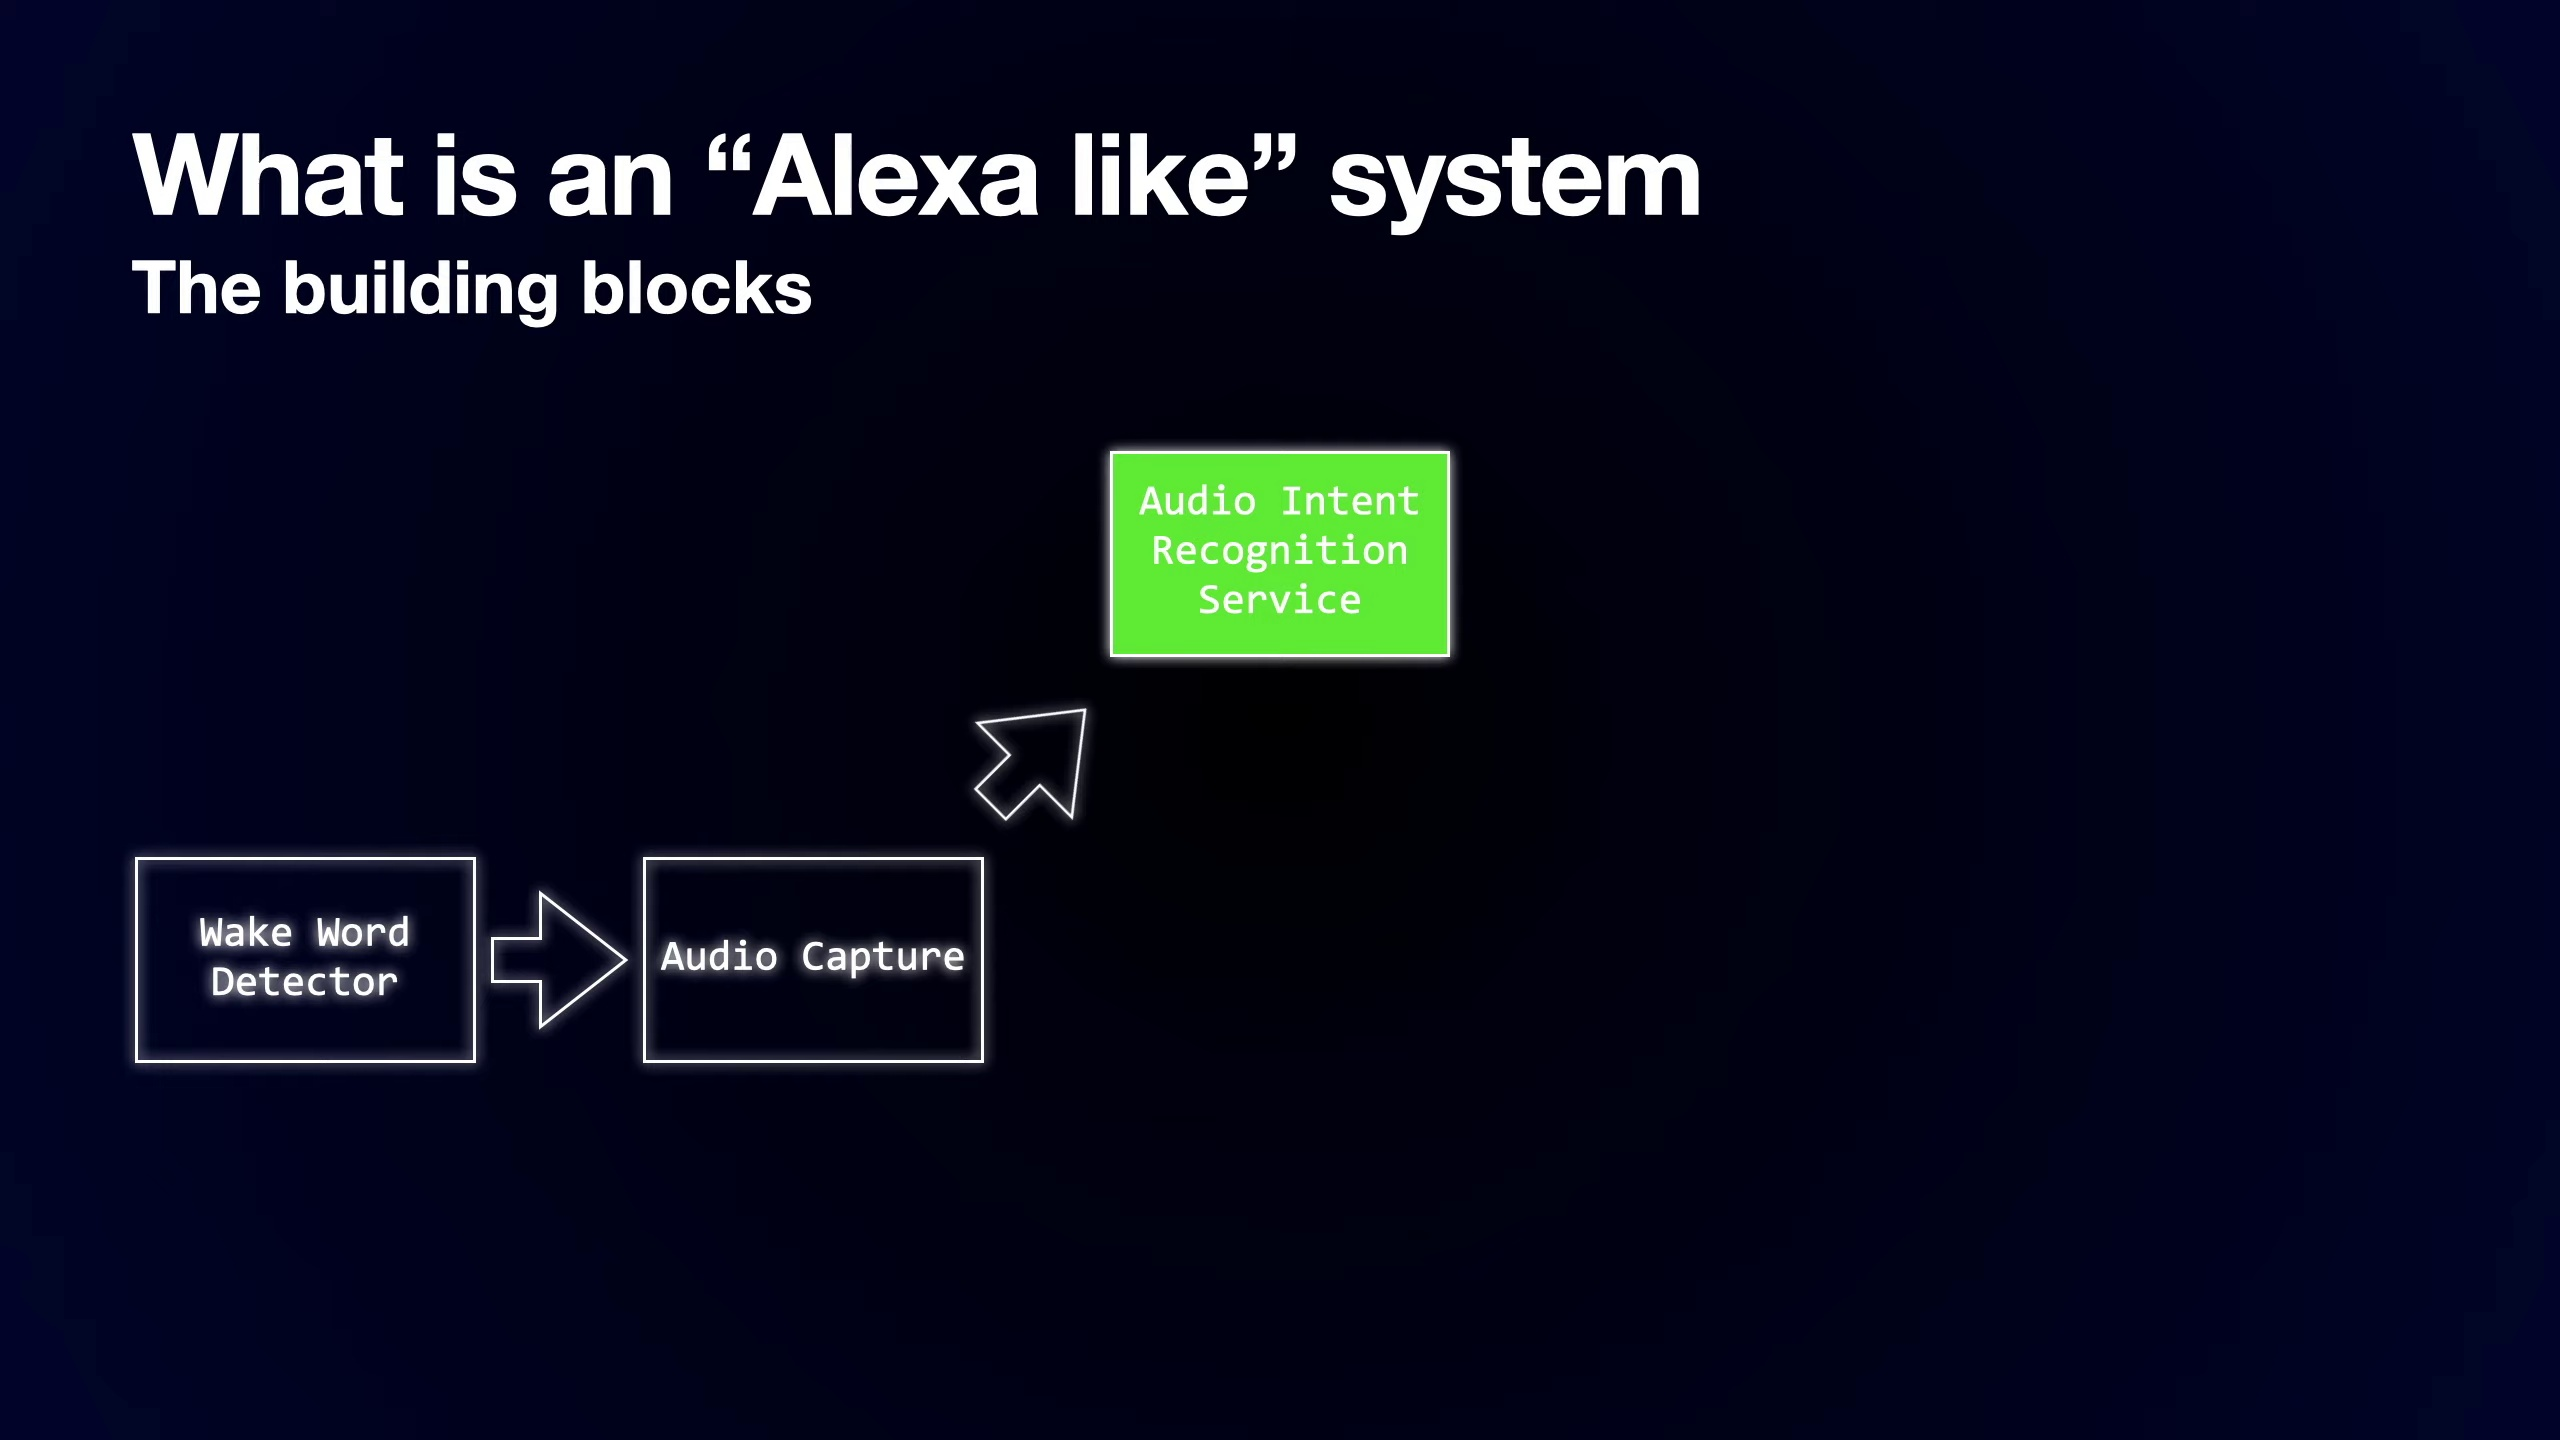 What is an “Alexa like” system
The building blocks
Audio Intent
Recognition
Service
Wake Word
Detector
Audio Capture